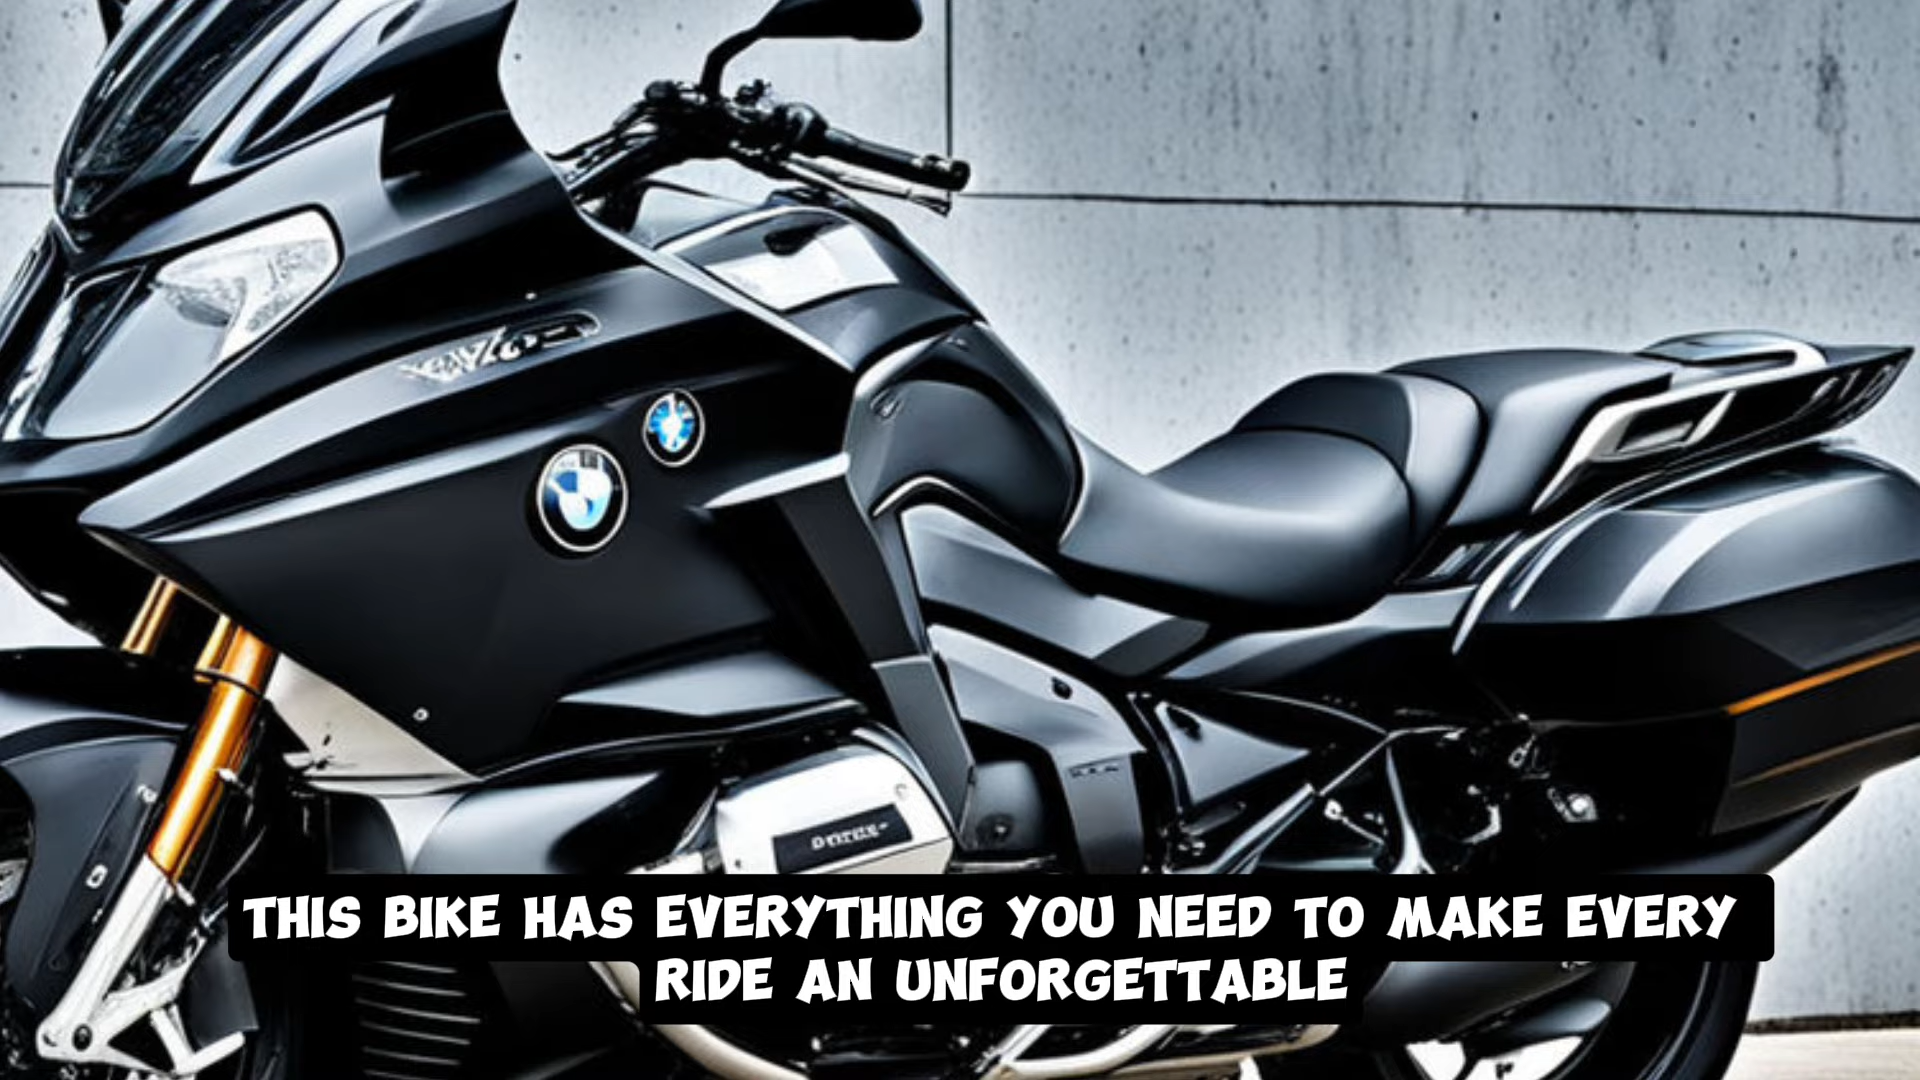 THIS BIKE HAS EVERYTHING YOU NEED TO MAKE EVERY
RIDE AN UNFORGETTABLE